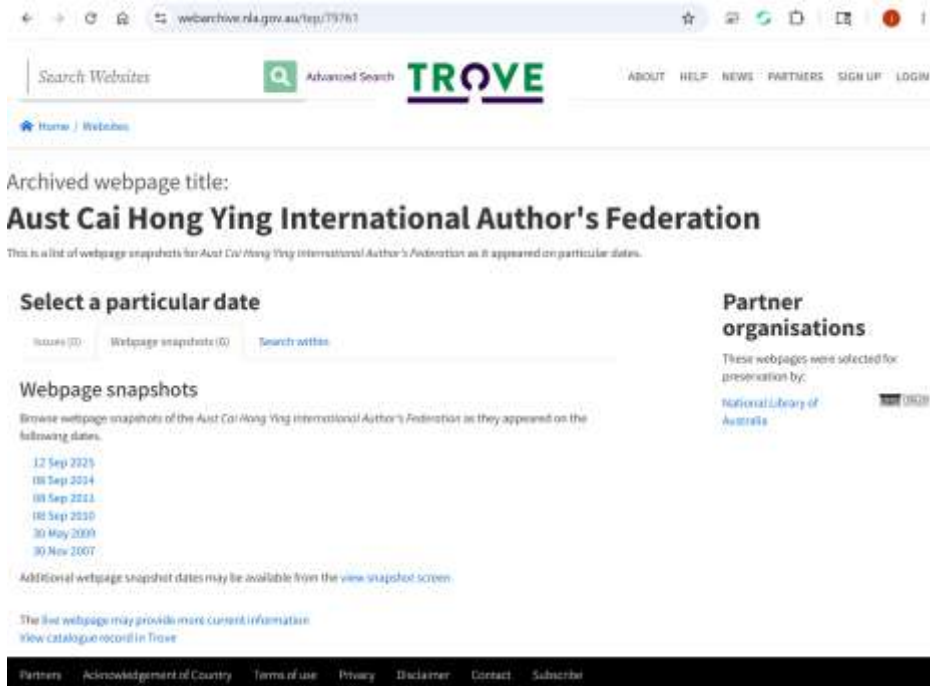 webarchive.nla.gov.au/tep/79761
Search Websites
Advanced Search
TROVE
ABOUT HELP NEWS PARTNERS SIGN UP LOGIN
Home / Websites
Archived webpage title:
Aust Cai Hong Ying International Author's Federation
This is a list of webpage snapshots for Aust Cai Hong Ying International Author's Federation as it appeared on particular dates.
Select a particular date
Issues (0) Webpage snapshots (6) Search within
Webpage snapshots
Browse webpage snapshots of the Aust Cai Hong Ying International Author's Federation as they appeared on the
following dates.
12 Sep 2025
08 Sep 2014
08 Sep 2010
30 May 2009
30 Nov 2007
Additional webpage snapshot dates may be available from the view snapshot screen
The live webpage may provide more current information
View catalogue record in Trove
Partner
organisations
These webpages were selected for
preservation by:
National Library of
Australia
Partners Acknowledgement of Country Terms of use Privacy Disclaimer Contact Subscribe